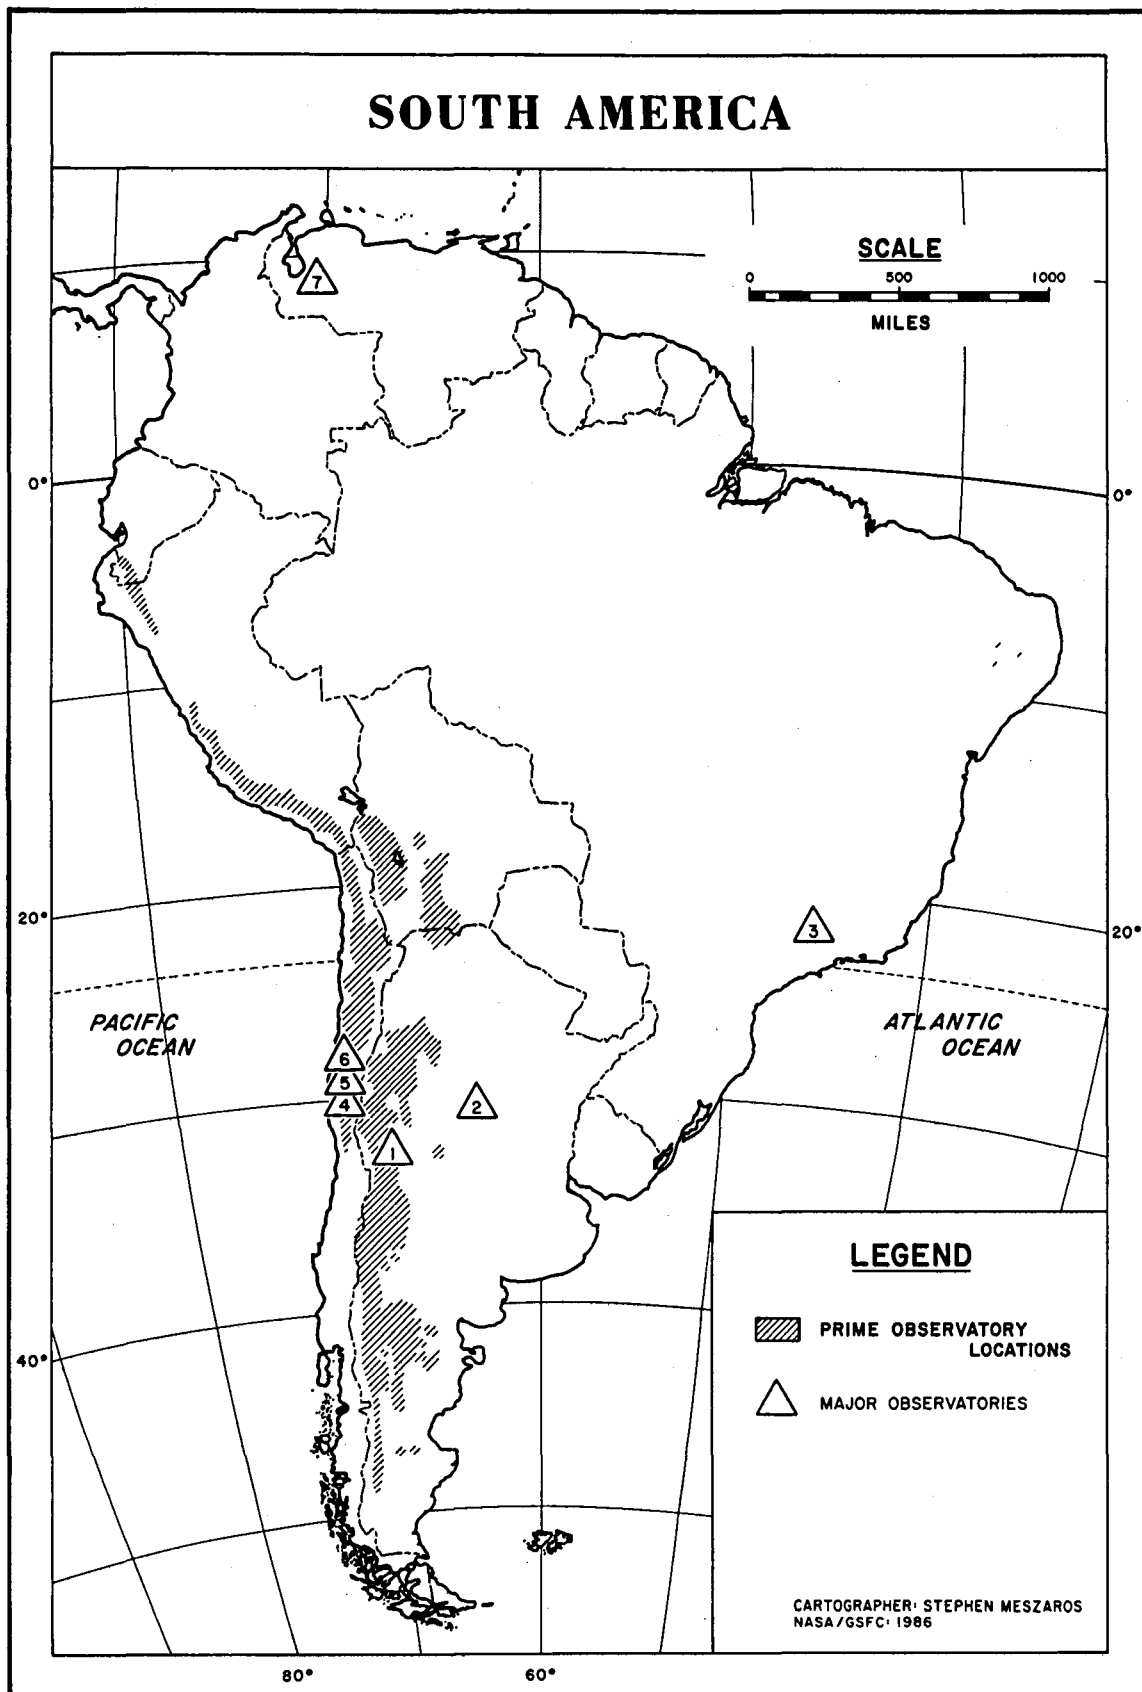 SOUTH AMERICA
SCALE
0 500 1000
MILES
7
0°
0°
20°
3
20°
PACIFIC
OCEAN
ATLANTIC
OCEAN
6
5
4
2
1
LEGEND
PRIME OBSERVATORY
LOCATIONS
MAJOR OBSERVATORIES
40°
CARTOGRAPHER: STEPHEN MESZAROS
NASA/GSFC: 1986
80° 60°